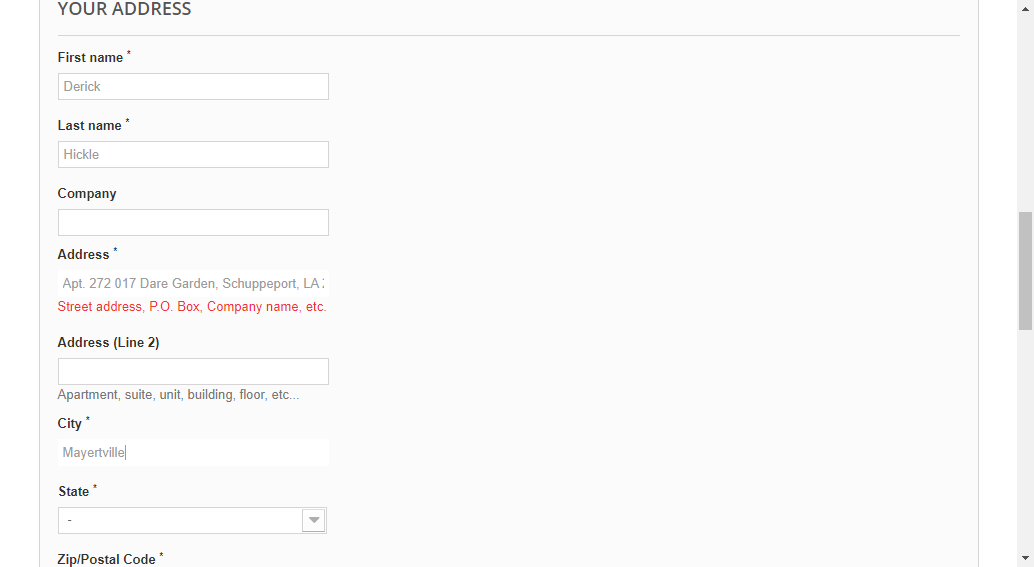 YOUR ADDRESS
First name *
Derick
Last name *
Hickle
Company
Address *
Apt. 272 017 Dare Garden, Schuppeport, LA
Street address, P.O. Box, Company name, etc.
Address (Line 2)
Apartment, suite, unit, building, floor, etc...
City *
Mayertville
State *
-
Zip/Postal Code *